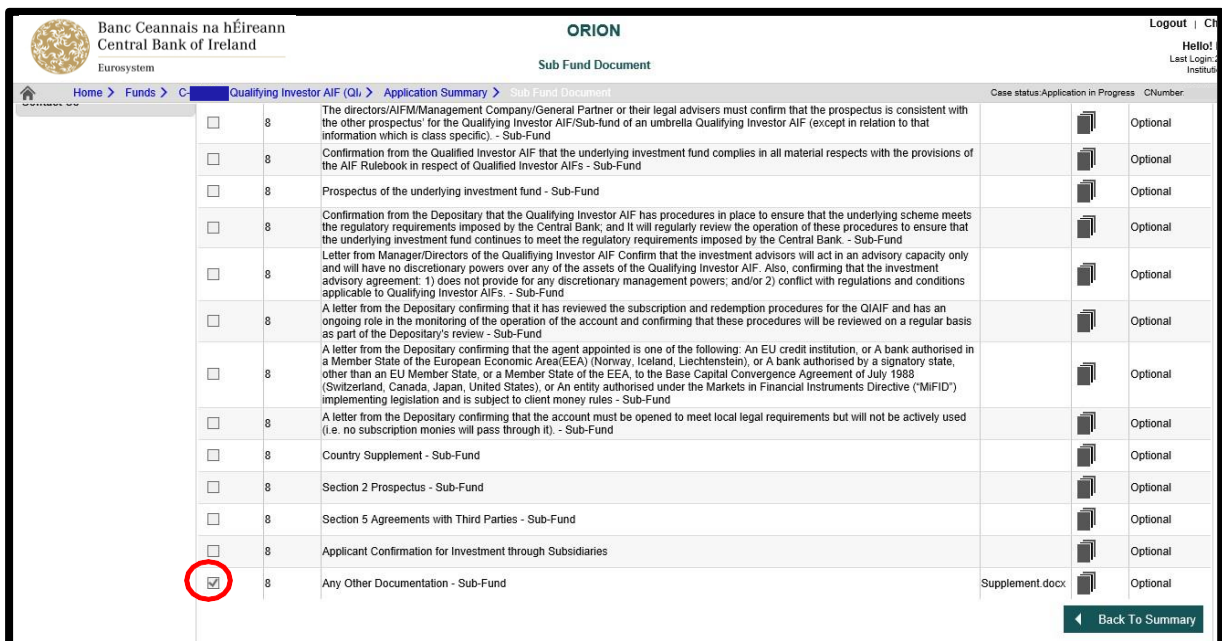 Banc Ceannais na hÉireann
Central Bank of Ireland
Eurosystem
ORION
Sub Fund Document
Logout | Ch
Hello!
Last Login:2
Instituti
Home > Funds > C- Qualifying Investor AIF (QI/ > Application Summary > Sub Fund Document
Case status:Application in Progress CNumber:
Contact Us
8 The directors/AIFM/Management Company/General Partner or their legal advisers must confirm that the prospectus is consistent with Optional
the other prospectus' for the Qualifying Investor AIF/Sub-fund of an umbrella Qualifying Investor AIF (except in relation to that
information which is class specific). - Sub-Fund
8 Confirmation from the Qualified Investor AIF that the underlying investment fund complies in all material respects with the provisions of Optional
the AIF Rulebook in respect of Qualified Investor AIFs - Sub-Fund
8 Prospectus of the underlying investment fund - Sub-Fund Optional
8 Confirmation from the Depositary that the Qualifying Investor AIF has procedures in place to ensure that the underlying scheme meets Optional
the regulatory requirements imposed by the Central Bank; and It will regularly review the operation of these procedures to ensure that
the underlying investment fund continues to meet the regulatory requirements imposed by the Central Bank. - Sub-Fund
8 Letter from Manager/Directors of the Qualifying Investor AIF Confirm that the investment advisors will act in an advisory capacity only Optional
and will have no discretionary powers over any of the assets of the Qualifying Investor AIF. Also, confirming that the investment
advisory agreement: 1) does not provide for any discretionary management powers; and/or 2) conflict with regulations and conditions
applicable to Qualifying Investor AIFs. - Sub-Fund
8 A letter from the Depositary confirming that it has reviewed the subscription and redemption procedures for the QIAIF and has an Optional
ongoing role in the monitoring of the operation of the account and confirming that these procedures will be reviewed on a regular basis
as part of the Depositary's review - Sub-Fund
8 A letter from the Depositary confirming that the agent appointed is one of the following: An EU credit institution, or A bank authorised in Optional
a Member State of the European Economic Area(EEA) (Norway, Iceland, Liechtenstein), or A bank authorised by a signatory state,
other than an EU Member State, or a Member State of the EEA, to the Base Capital Convergence Agreement of July 1988
(Switzerland, Canada, Japan, United States), or An entity authorised under the Markets in Financial Instruments Directive ("MiFID")
implementing legislation and is subject to client money rules - Sub-Fund
8 A letter from the Depositary confirming that the account must be opened to meet local legal requirements but will not be actively used Optional
(i.e. no subscription monies will pass through it). - Sub-Fund
8 Country Supplement - Sub-Fund Optional
8 Section 2 Prospectus - Sub-Fund Optional
8 Section 5 Agreements with Third Parties - Sub-Fund Optional
8 Applicant Confirmation for Investment through Subsidiaries Optional
8 Any Other Documentation - Sub-Fund Supplement.docx Optional
Back To Summary